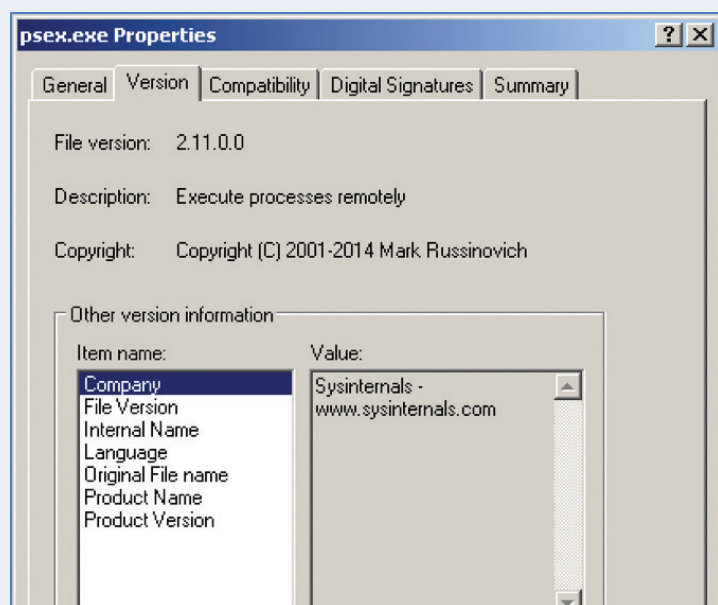 psex.exe Properties
General Version Compatibility Digital Signatures Summary
File version: 2.11.0.0
Description: Execute processes remotely
Copyright: Copyright (C) 2001-2014 Mark Russinovich
Other version information
Item name: Value:
Company
File Version
Internal Name
Language
Original File name
Product Name
Product Version
Sysinternals -
www.sysinternals.com